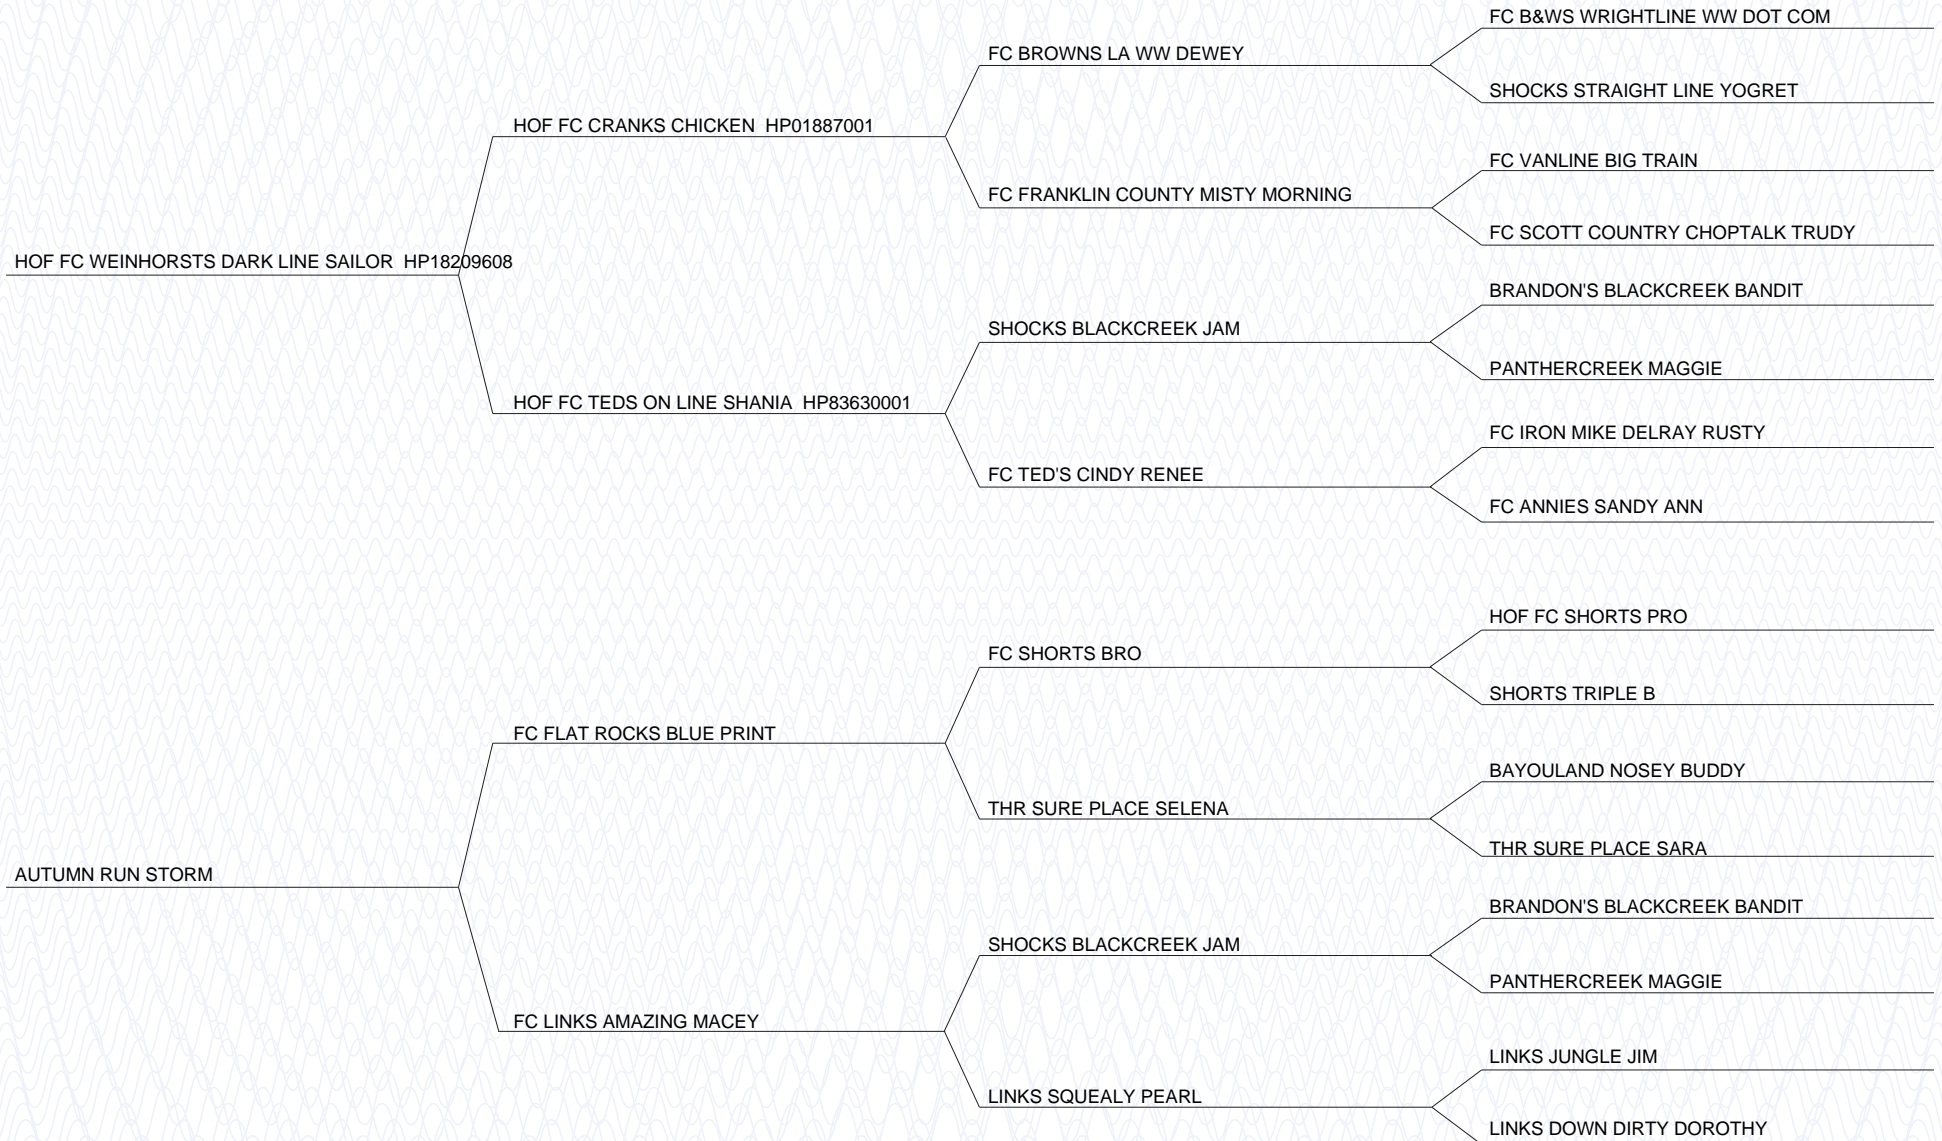 FC B&WS WRIGHTLINE WW DOT COM
FC BROWNS LA WW DEWEY
SHOCKS STRAIGHT LINE YOGRET
HOF FC CRANKS CHICKEN HP01887001
FC VANLINE BIG TRAIN
FC FRANKLIN COUNTY MISTY MORNING
FC SCOTT COUNTRY CHOPTALK TRUDY
HOF FC WEINHORSTS DARK LINE SAILOR HP18209608
BRANDON'S BLACKCREEK BANDIT
SHOCKS BLACKCREEK JAM
PANTHERCREEK MAGGIE
HOF FC TEDS ON LINE SHANIA HP83630001
FC IRON MIKE DELRAY RUSTY
FC TED'S CINDY RENEE
FC ANNIES SANDY ANN
HOF FC SHORTS PRO
FC SHORTS BRO
SHORTS TRIPLE B
FC FLAT ROCKS BLUE PRINT
BAYOULAND NOSEY BUDDY
THR SURE PLACE SELENA
THR SURE PLACE SARA
AUTUMN RUN STORM
BRANDON'S BLACKCREEK BANDIT
SHOCKS BLACKCREEK JAM
PANTHERCREEK MAGGIE
FC LINKS AMAZING MACEY
LINKS JUNGLE JIM
LINKS SQUEALY PEARL
LINKS DOWN DIRTY DOROTHY